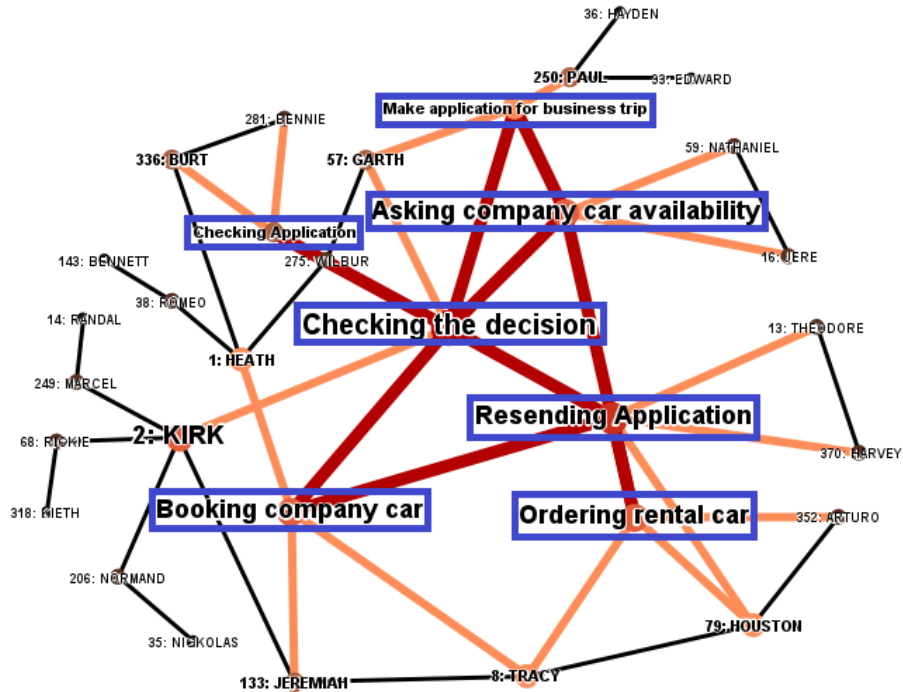 36: HAYDEN
250: PAUL
93: EDWARD
Make application for business trip
281: BENNIE
336: BURT
57: GARTH
59: NATHANIEL
Asking company car availability
Checking Application
143: BENNETT
275: WILBUR
16: JERE
38: ROMEO
14: RANDAL
Checking the decision
13: THEODORE
1: HEATH
249: MARCEL
Resending Application
2: KIRK
68: RICKIE
370: HARVEY
318: KIETH
Booking company car
Ordering rental car
352: ARTURO
206: NORMAND
79: HOUSTON
35: NICKOLAS
8: TRACY
133: JEREMIAH